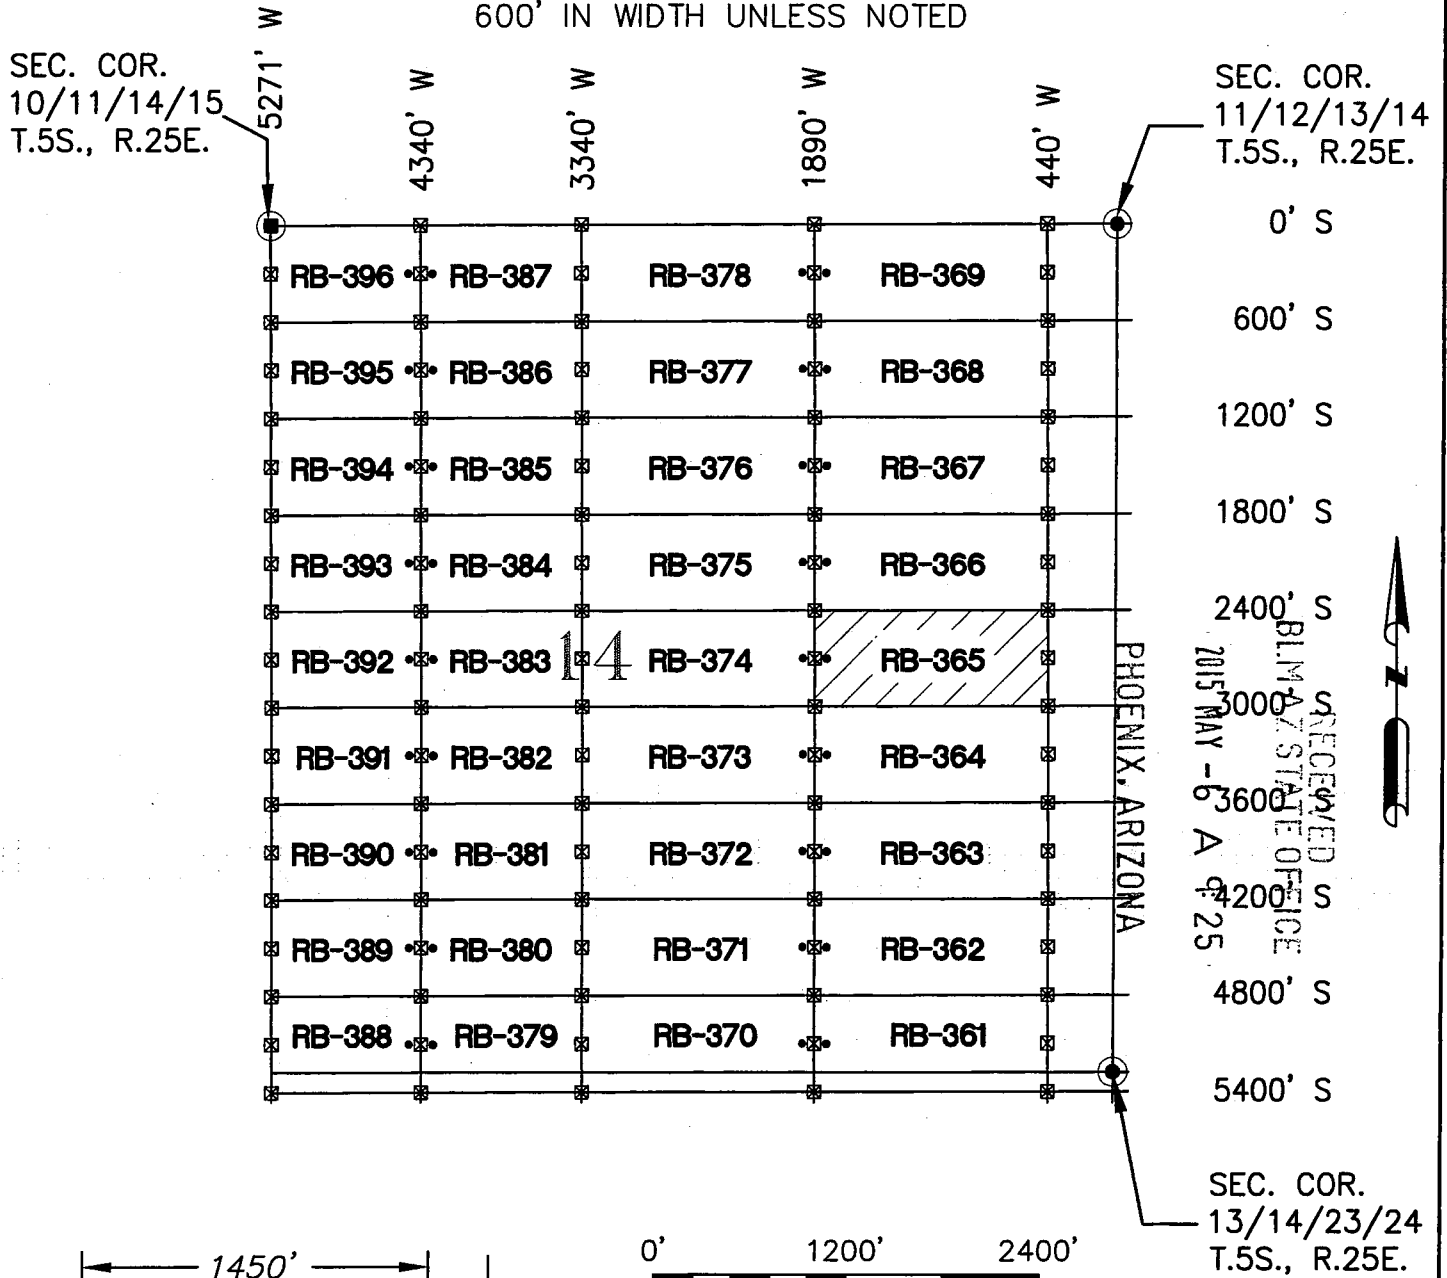 600' IN WIDTH UNLESS NOTED
SEC. COR.
10/11/14/15
T.5S., R.25E.
5271' W
4340' W
3340' W
1890' W
440' W
SEC. COR.
11/12/13/14
T.5S., R.25E.
0' S
RB-396 RB-387 RB-378 RB-369
600' S
RB-395 RB-386 RB-377 RB-368
1200' S
RB-394 RB-385 RB-376 RB-367
1800' S
RB-393 RB-384 RB-375 RB-366
2400' S
RB-392 RB-383 14 RB-374 RB-365
3000' S
RB-391 RB-382 RB-373 RB-364
3600' S
RB-390 RB-381 RB-372 RB-363
4200' S
RB-389 RB-380 RB-371 RB-362
4800' S
RB-388 RB-379 RB-370 RB-361
5400' S
RECEIVED
BLM AZ STATE OFFICE
2015 MAY -6 A 9:25
PHOENIX, ARIZONA
N
SEC. COR.
13/14/23/24
T.5S., R.25E.
1450'
0' 1200' 2400'